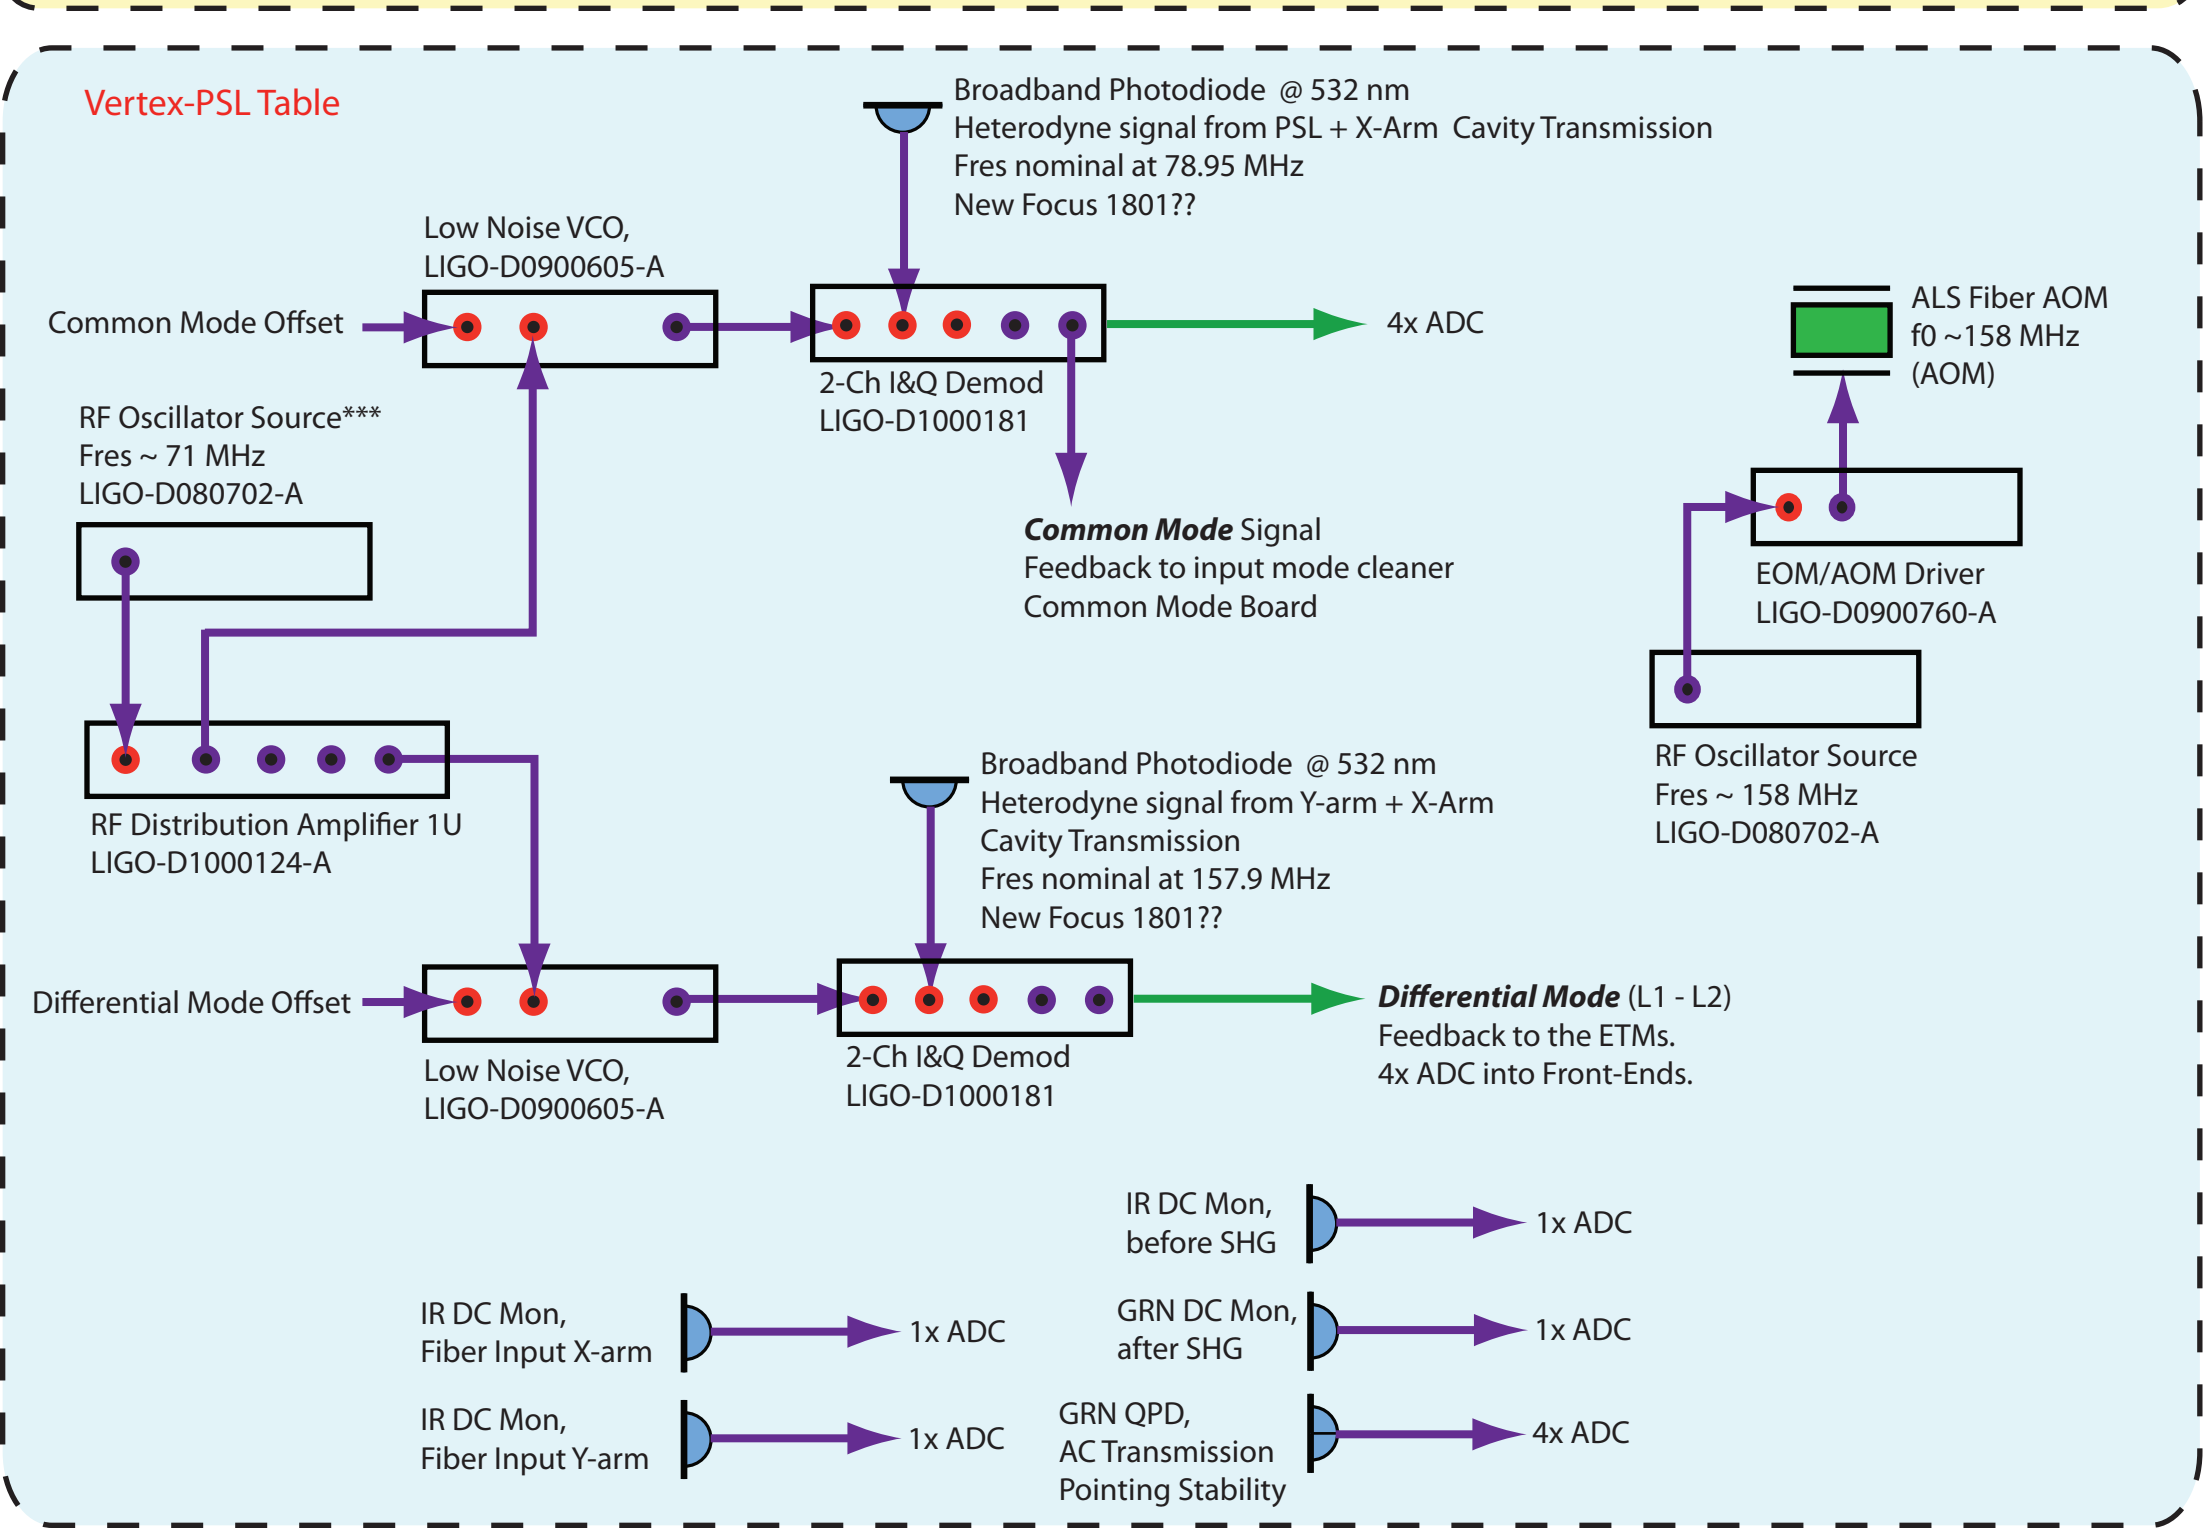 Vertex-PSL Table
Broadband Photodiode @ 532 nm
Heterodyne signal from PSL + X-Arm Cavity Transmission
Fres nominal at 78.95 MHz
New Focus 1801??
Low Noise VCO,
LIGO-D0900605-A
Common Mode Offset
2-Ch I&Q Demod
LIGO-D1000181
4x ADC
ALS Fiber AOM
f0 ~158 MHz
(AOM)
RF Oscillator Source***
Fres ~ 71 MHz
LIGO-D080702-A
Common Mode Signal
Feedback to input mode cleaner
Common Mode Board
EOM/AOM Driver
LIGO-D0900760-A
RF Oscillator Source
Fres ~ 158 MHz
LIGO-D080702-A
RF Distribution Amplifier 1U
LIGO-D1000124-A
Broadband Photodiode @ 532 nm
Heterodyne signal from Y-arm + X-Arm
Cavity Transmission
Fres nominal at 157.9 MHz
New Focus 1801??
Differential Mode Offset
Low Noise VCO,
LIGO-D0900605-A
2-Ch I&Q Demod
LIGO-D1000181
Differential Mode (L1 - L2)
Feedback to the ETMs.
4x ADC into Front-Ends.
IR DC Mon,
before SHG
1x ADC
IR DC Mon,
Fiber Input X-arm
1x ADC
GRN DC Mon,
after SHG
1x ADC
IR DC Mon,
Fiber Input Y-arm
1x ADC
GRN QPD,
AC Transmission
Pointing Stability
4x ADC